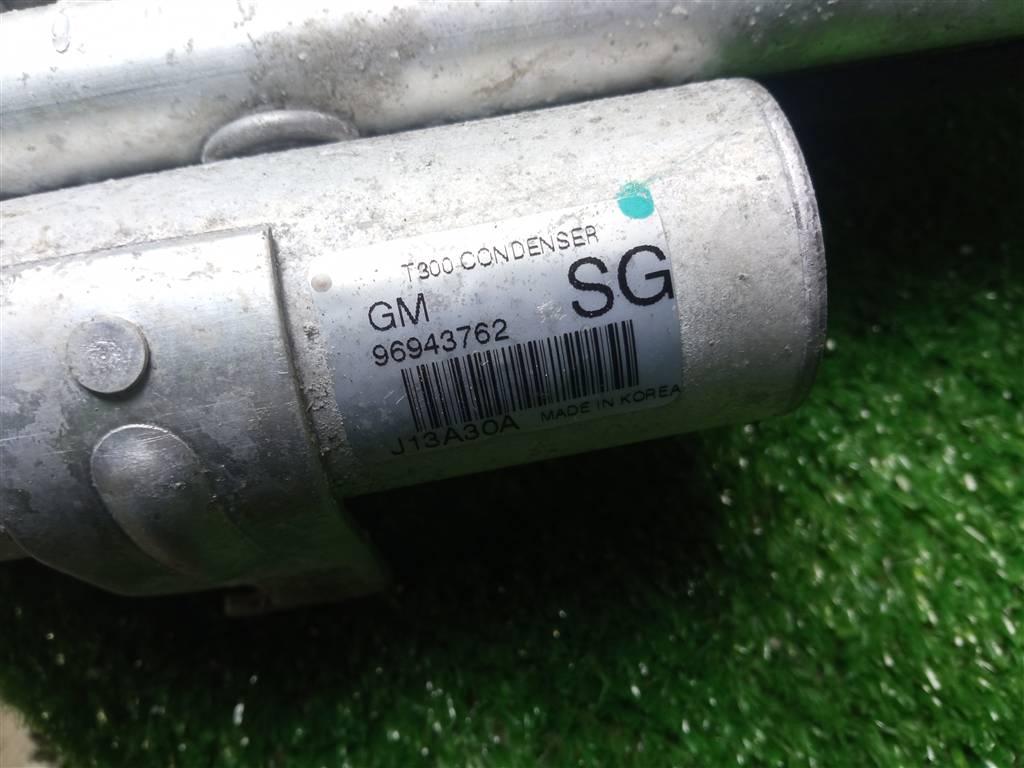 T300 CONDENSER
GM SG
96943762
J13A30A MADE IN KOREA